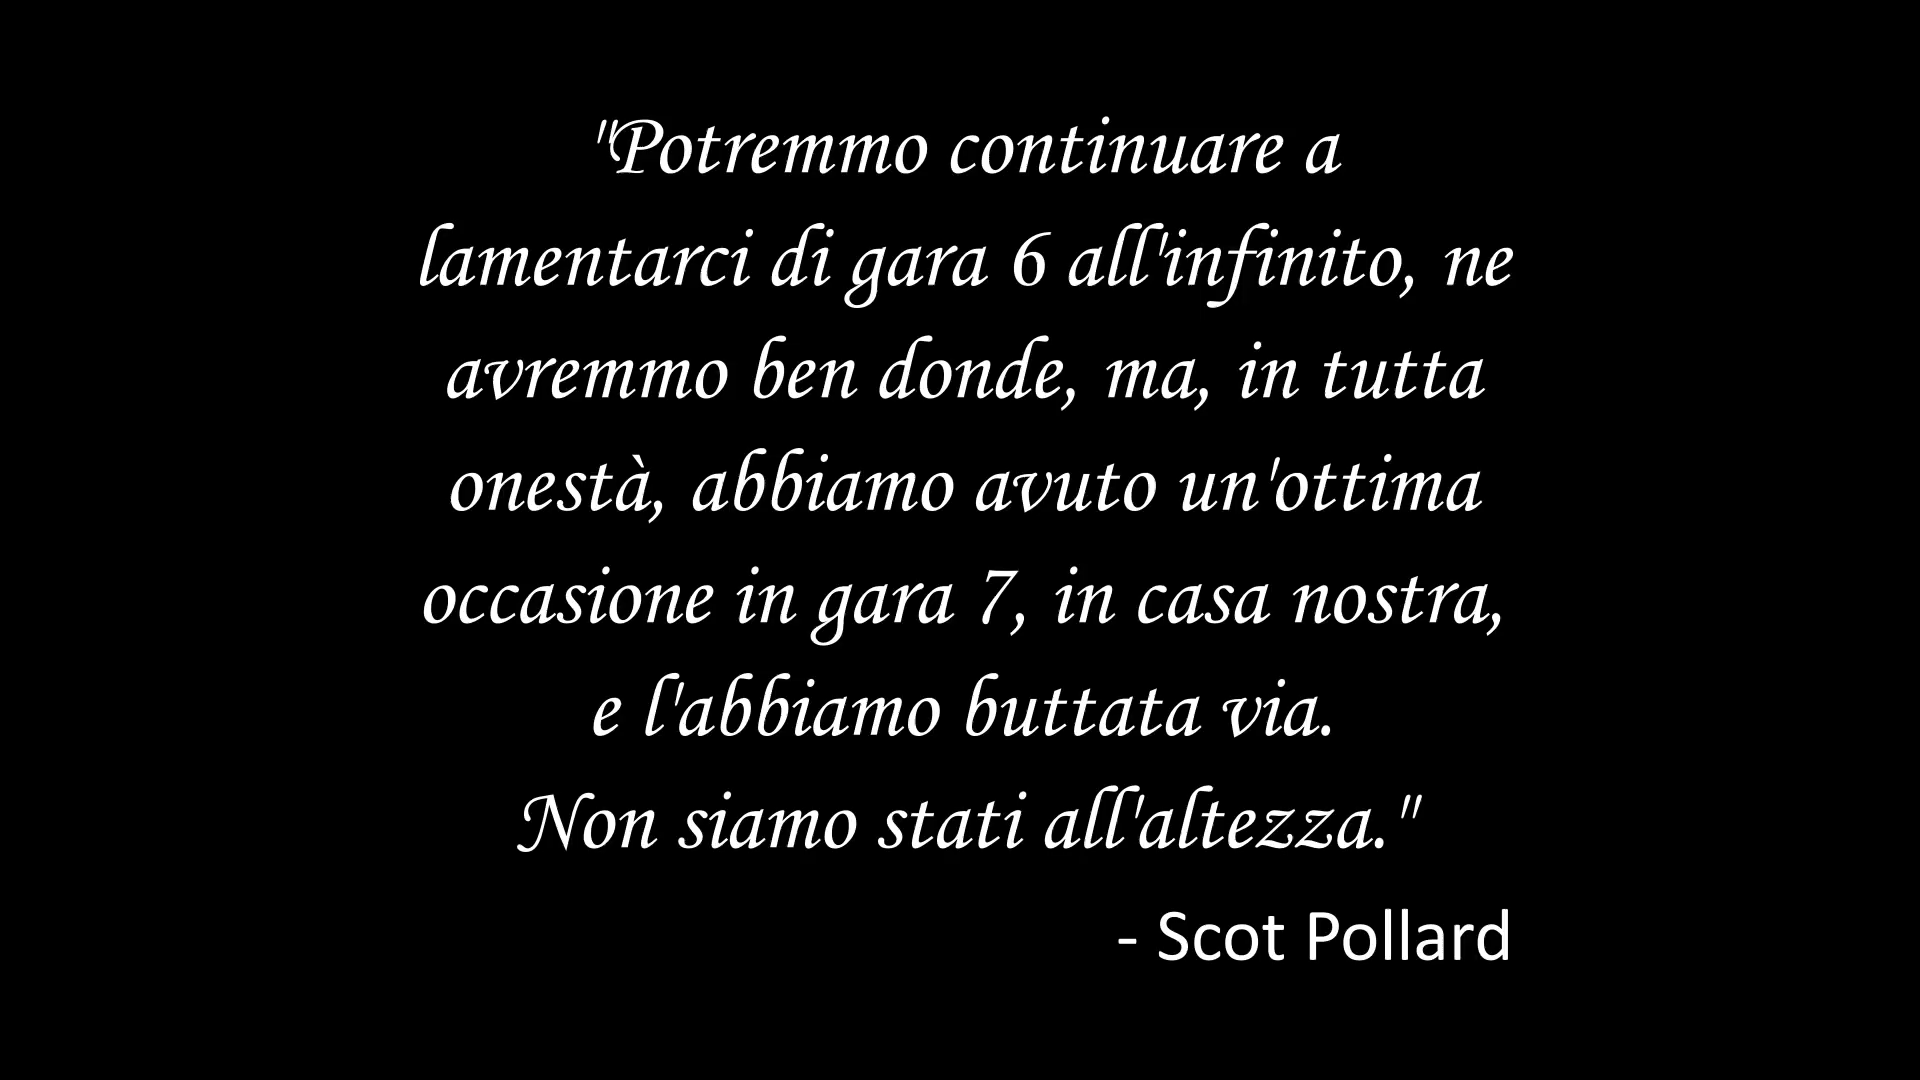 "Potremmo continuare a
lamentarci di gara 6 all'infinito, ne
avremmo ben donde, ma, in tutta
onestà, abbiamo avuto un'ottima
occasione in gara 7, in casa nostra,
e l'abbiamo buttata via.
Non siamo stati all'altezza."
- Scot Pollard